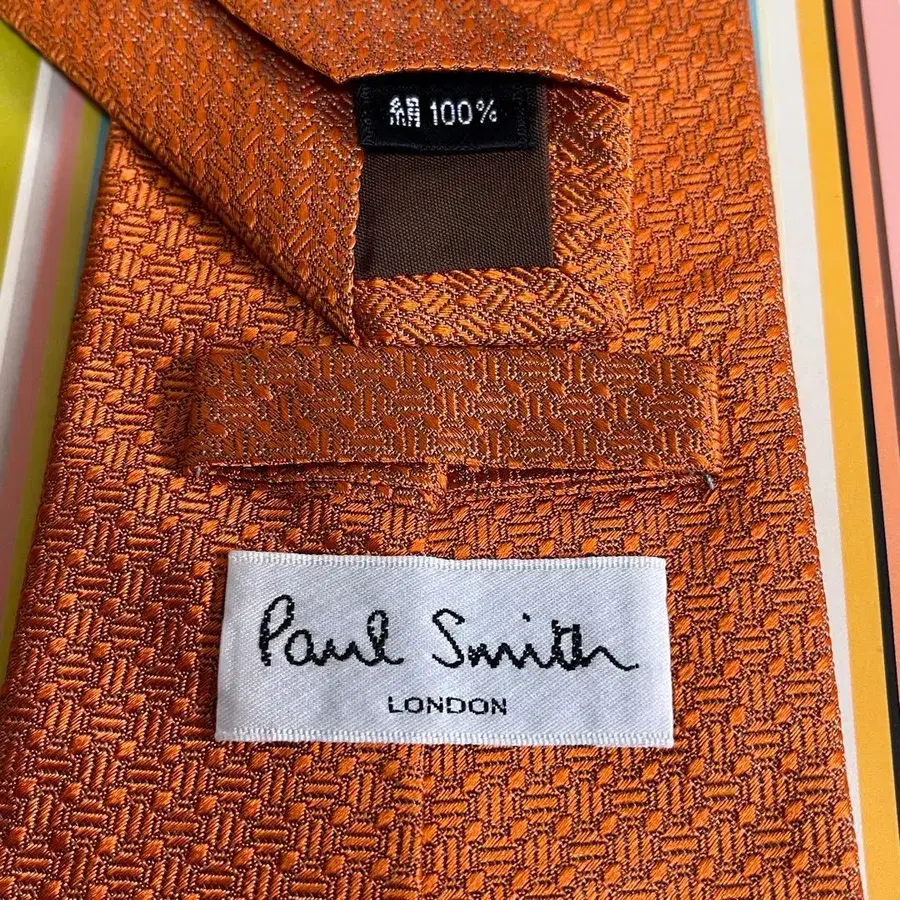 絹 100%
Paul Smith
LONDON